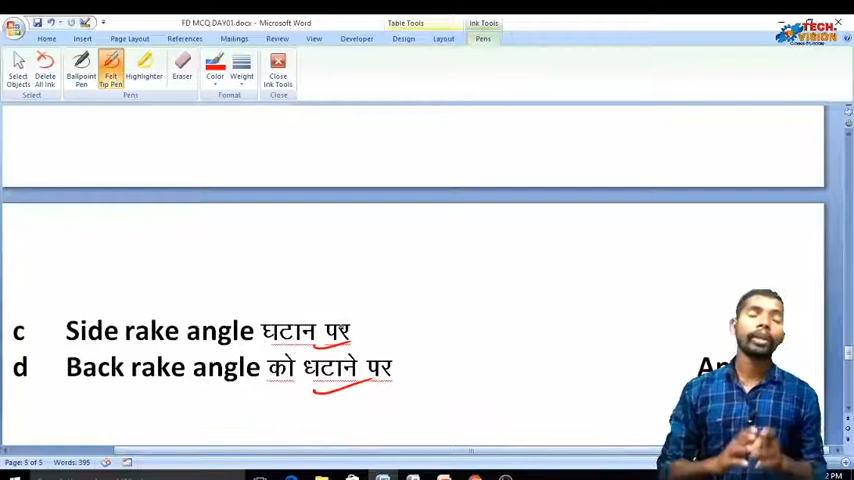 FD MCQ DAY01.docx - Microsoft Word
Table Tools
Ink Tools
TECH.
VISION
Home Insert Page Layout References Mailings Review View Developer Design Layout Pens
Select Objects
Delete All Ink
Ballpoint Pen
Felt Tip Pen
Highlighter
Eraser
Color
Weight
Close Ink Tools
Select Pens Format Close
c Side rake angle घटान पर
d Back rake angle को धटाने पर
Page: 5 of 5 Words: 395